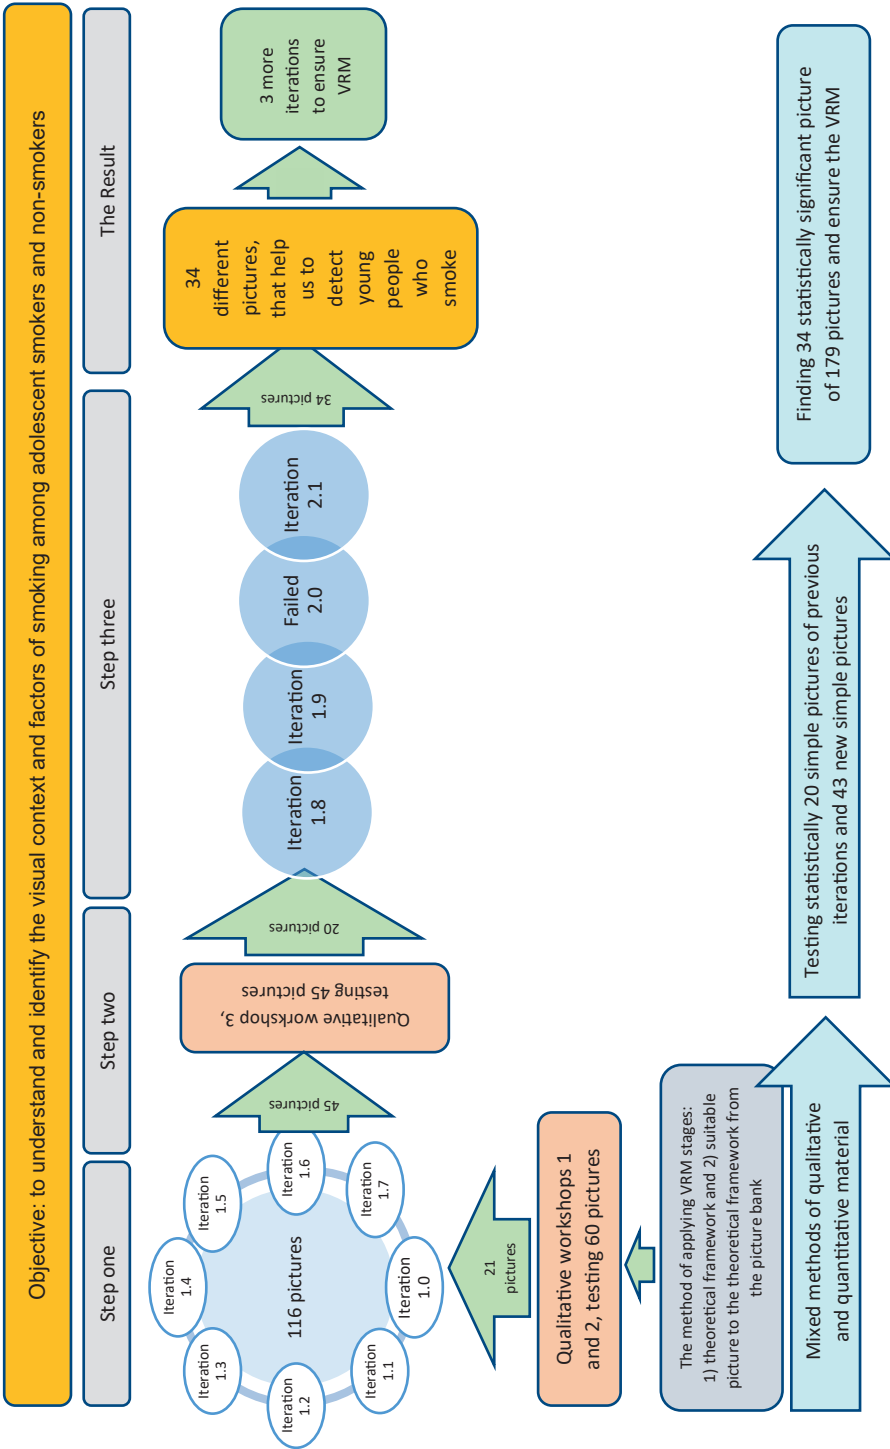 Objective: to understand and identify the visual context and factors of smoking among adolescent smokers and non-smokers
Step one
Step two
Step three
The Result
Iteration
1.0
Iteration
1.1
Iteration
1.2
Iteration
1.3
Iteration
1.4
Iteration
1.5
Iteration
1.6
Iteration
1.7
116 pictures
45 pictures
Qualitative workshop 3,
testing 45 pictures
20 pictures
Iteration
1.8
Iteration
1.9
Failed
2.0
Iteration
2.1
34 pictures
34
different
pictures,
that help
us to
detect
young
people
who
smoke
3 more
iterations
to ensure
VRM
21
pictures
Qualitative workshops 1
and 2, testing 60 pictures
The method of applying VRM stages:
1) theoretical framework and 2) suitable
picture to the theoretical framework from
the picture bank
Mixed methods of qualitative
and quantitative material
Testing statistically 20 simple pictures of previous
iterations and 43 new simple pictures
Finding 34 statistically significant picture
of 179 pictures and ensure the VRM